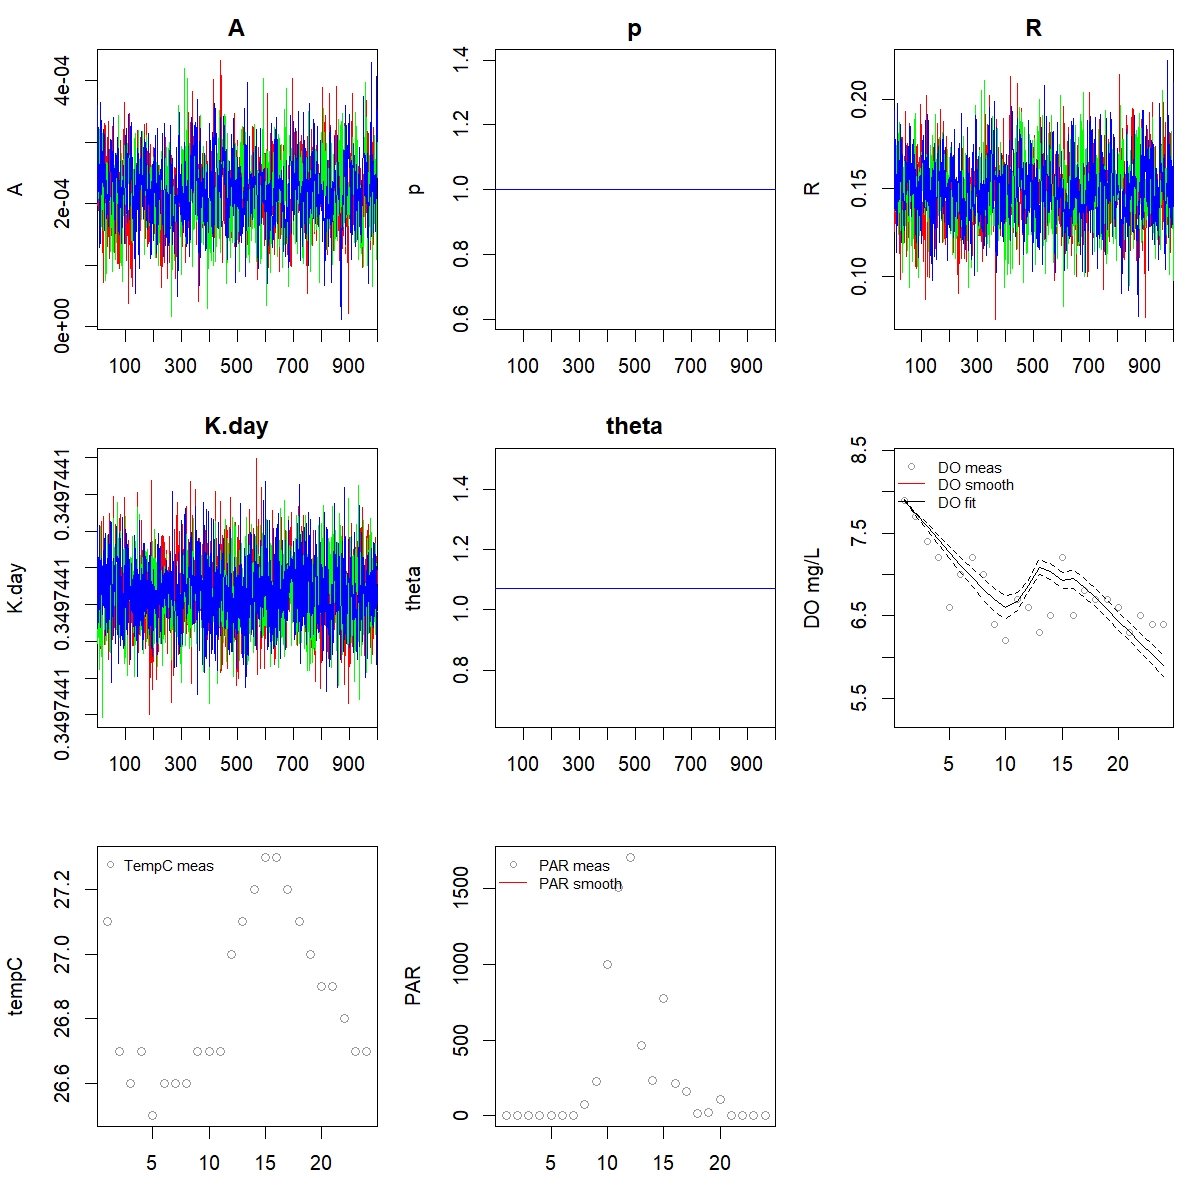 A
p
R
A
0e+00 2e-04 4e-04
100 300 500 700 900
p
0.6 0.8 1.0 1.2 1.4
100 300 500 700 900
R
0.10 0.15 0.20
100 300 500 700 900
K.day
theta
K.day
0.3497441 0.3497441 0.3497441 0.3497441
100 300 500 700 900
theta
0.8 1.0 1.2 1.4
100 300 500 700 900
DO mg/L
5.5 6.5 7.5 8.5
DO meas
DO smooth
DO fit
5 10 15 20
tempC
26.6 26.8 27.0 27.2
TempC meas
5 10 15 20
PAR
0 500 1000 1500
PAR meas
PAR smooth
5 10 15 20